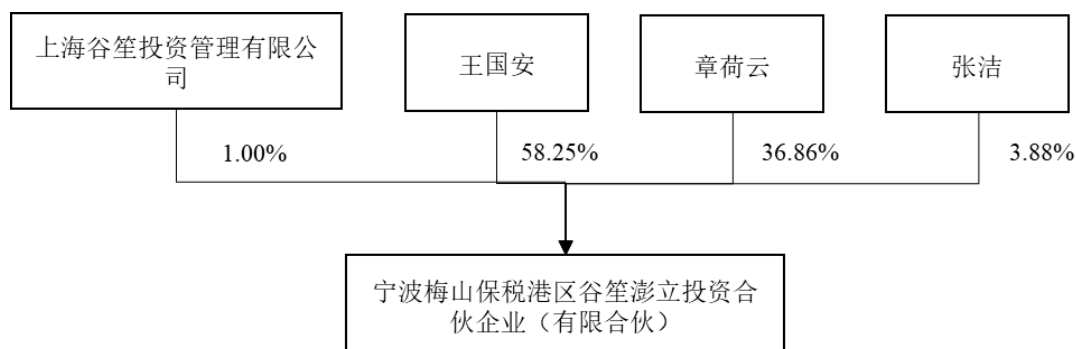 上海谷笙投资管理有限公
司
王国安
章荷云
张洁
1.00%
58.25%
36.86%
3.88%
宁波梅山保税港区谷笙澎立投资合
伙企业（有限合伙）